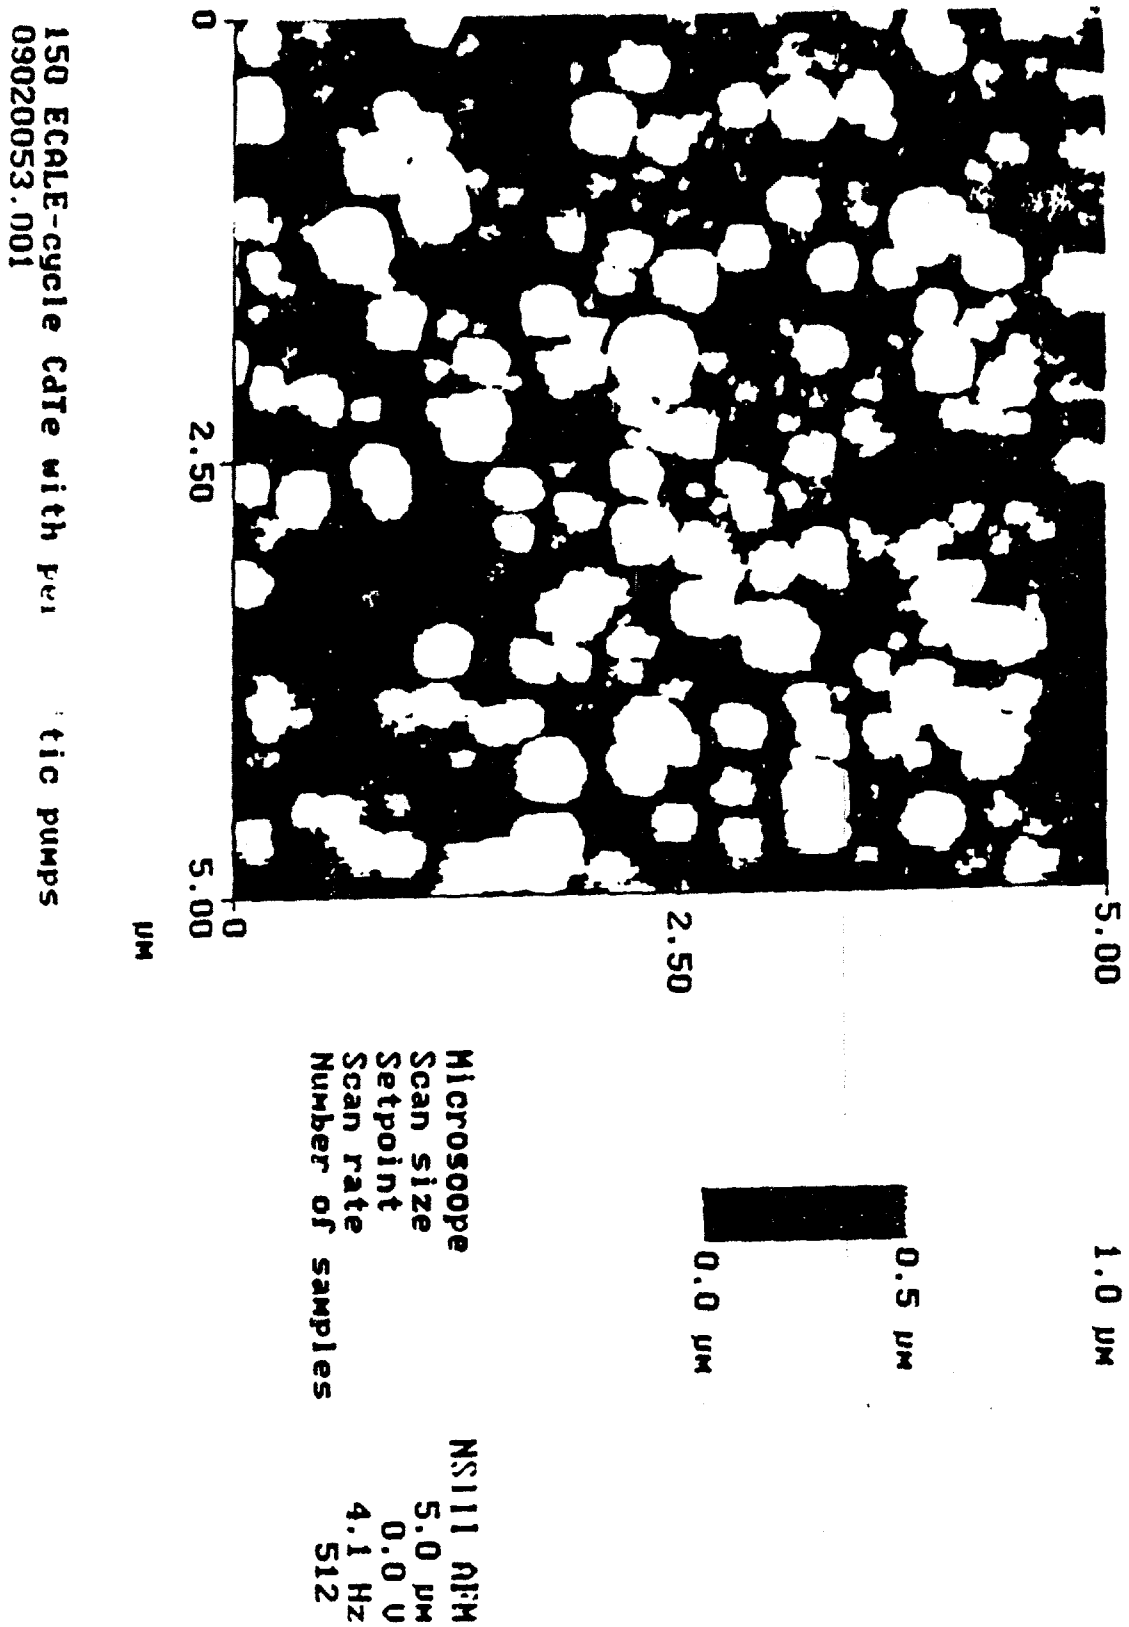 5.00
1.0 µm
0.5 µm
2.50
0.0 µm
Microscope NSIII AFM
Scan size 5.0 µm
Setpoint 0.0 V
Scan rate 4.1 Hz
Number of samples 512
0
0 2.50 5.00
µm
150 ECALE-cycle CdTe with tic pumps
090200053.001